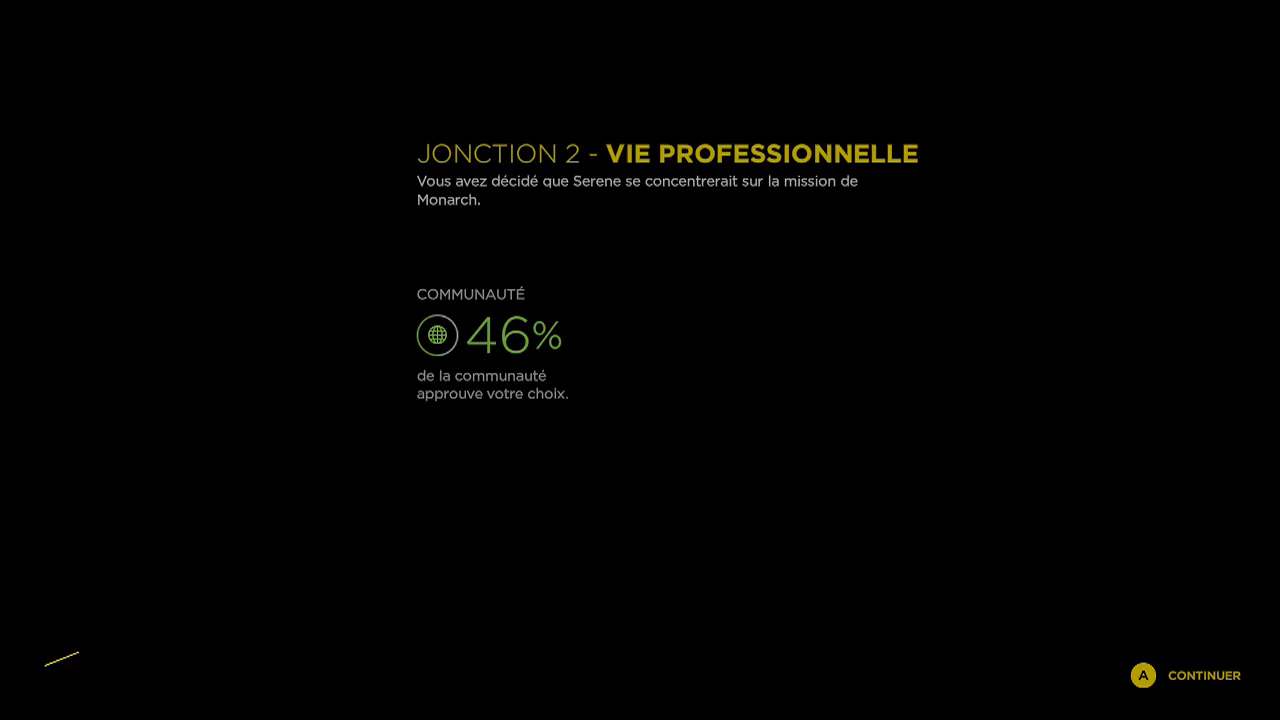 JONCTION 2 - VIE PROFESSIONNELLE
Vous avez décidé que Serene se concentrerait sur la mission de
Monarch.
COMMUNAUTÉ
46%
de la communauté
approuve votre choix.
A CONTINUER